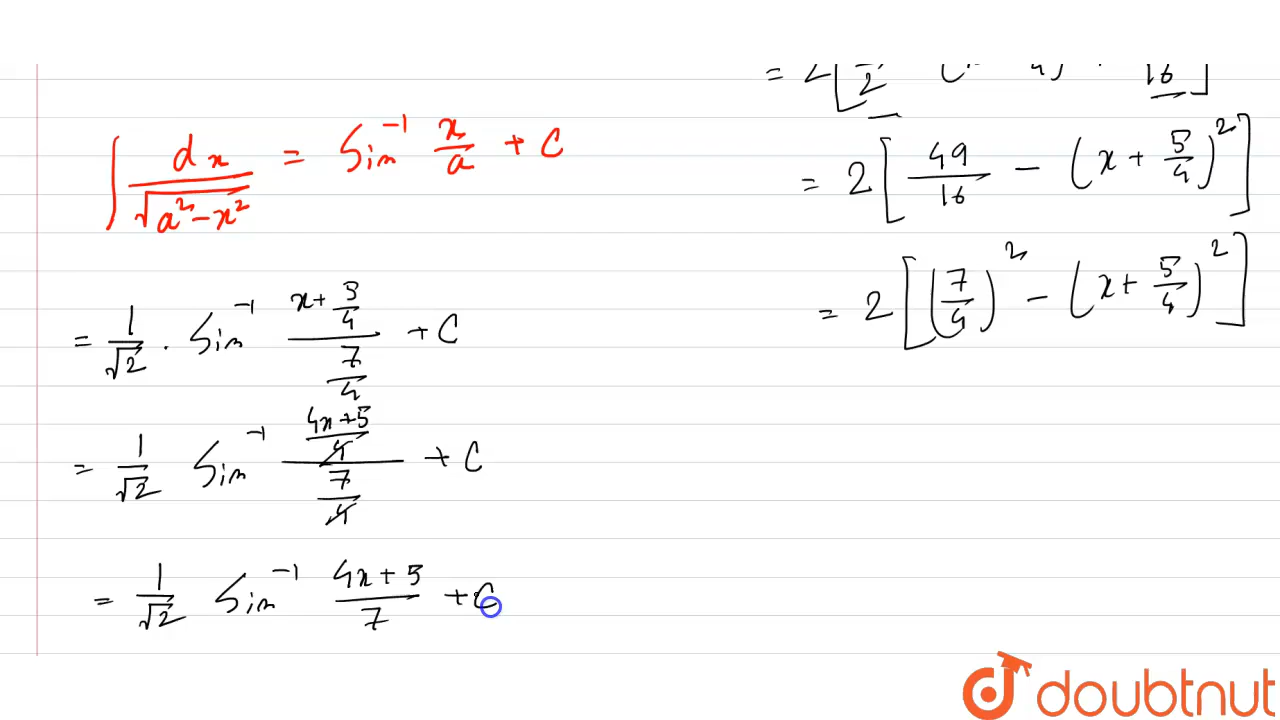 ∫ dx / √(a² − x²) = Sin⁻¹ x/a + C
= 1/√2 · Sin⁻¹ (x + 5/4) / (7/4) + C
= 1/√2 Sin⁻¹ ((4x+5)/4) / (7/4) + C
= 1/√2 Sin⁻¹ (4x+5)/7 + C
= 2[ 49/16 − (x + 5/4)² ]
= 2[ (7/4)² − (x + 5/4)² ]
doubtnut